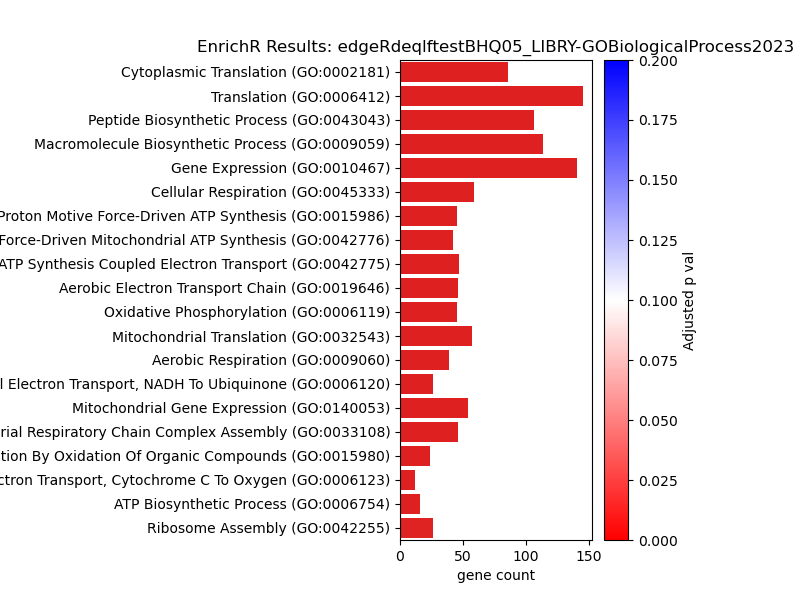 EnrichR Results: edgeRdeqlftestBHQ05_LIBRY-GOBiologicalProcess2023
Cytoplasmic Translation (GO:0002181)
Translation (GO:0006412)
Peptide Biosynthetic Process (GO:0043043)
Macromolecule Biosynthetic Process (GO:0009059)
Gene Expression (GO:0010467)
Cellular Respiration (GO:0045333)
Proton Motive Force-Driven ATP Synthesis (GO:0015986)
Force-Driven Mitochondrial ATP Synthesis (GO:0042776)
ATP Synthesis Coupled Electron Transport (GO:0042775)
Aerobic Electron Transport Chain (GO:0019646)
Oxidative Phosphorylation (GO:0006119)
Mitochondrial Translation (GO:0032543)
Aerobic Respiration (GO:0009060)
l Electron Transport, NADH To Ubiquinone (GO:0006120)
Mitochondrial Gene Expression (GO:0140053)
rial Respiratory Chain Complex Assembly (GO:0033108)
tion By Oxidation Of Organic Compounds (GO:0015980)
ctron Transport, Cytochrome C To Oxygen (GO:0006123)
ATP Biosynthetic Process (GO:0006754)
Ribosome Assembly (GO:0042255)
0 50 100 150
gene count
0.200
0.175
0.150
0.125
0.100
0.075
0.050
0.025
0.000
Adjusted p val